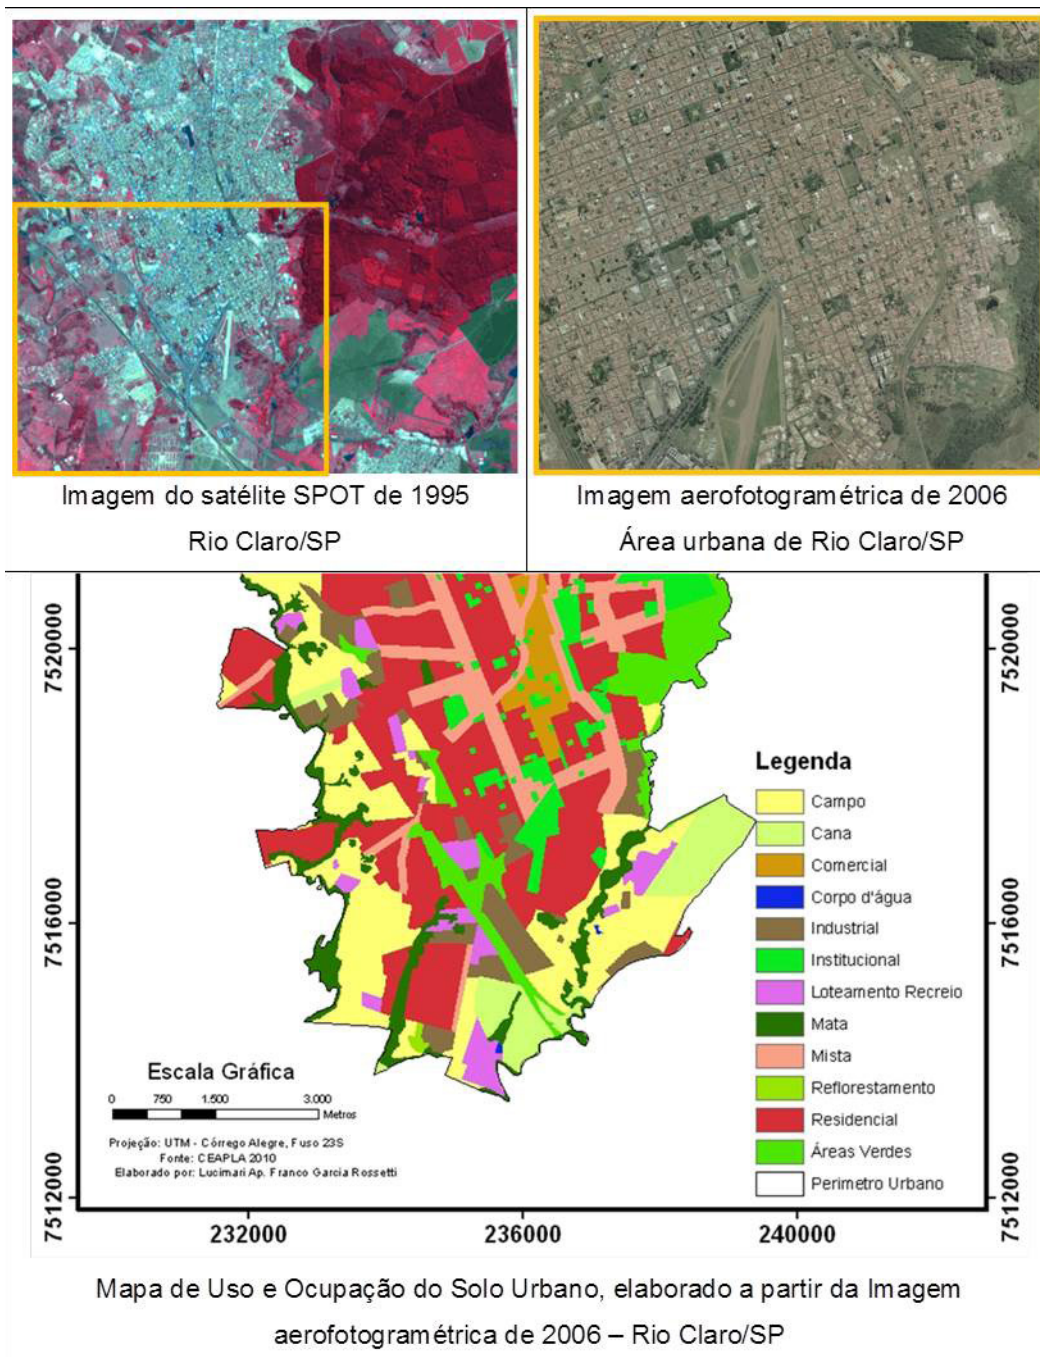 Imagem do satélite SPOT de 1995
Rio Claro/SP
Imagem aerofotogramétrica de 2006
Área urbana de Rio Claro/SP
7520000
7520000
7516000
7516000
7512000
7512000
Legenda
Campo
Cana
Comercial
Corpo d'água
Industrial
Institucional
Loteamento Recreio
Mata
Mista
Reflorestamento
Residencial
Áreas Verdes
Perimetro Urbano
Escala Gráfica
0 750 1.500 3.000
Metros
Projeção: UTM - Córrego Alegre, Fuso 23S
Fonte: CEAPLA 2010
Elaborado por: Lucimari Ap. Franco Garcia Rossetti
232000 236000 240000
Mapa de Uso e Ocupação do Solo Urbano, elaborado a partir da Imagem
aerofotogramétrica de 2006 – Rio Claro/SP